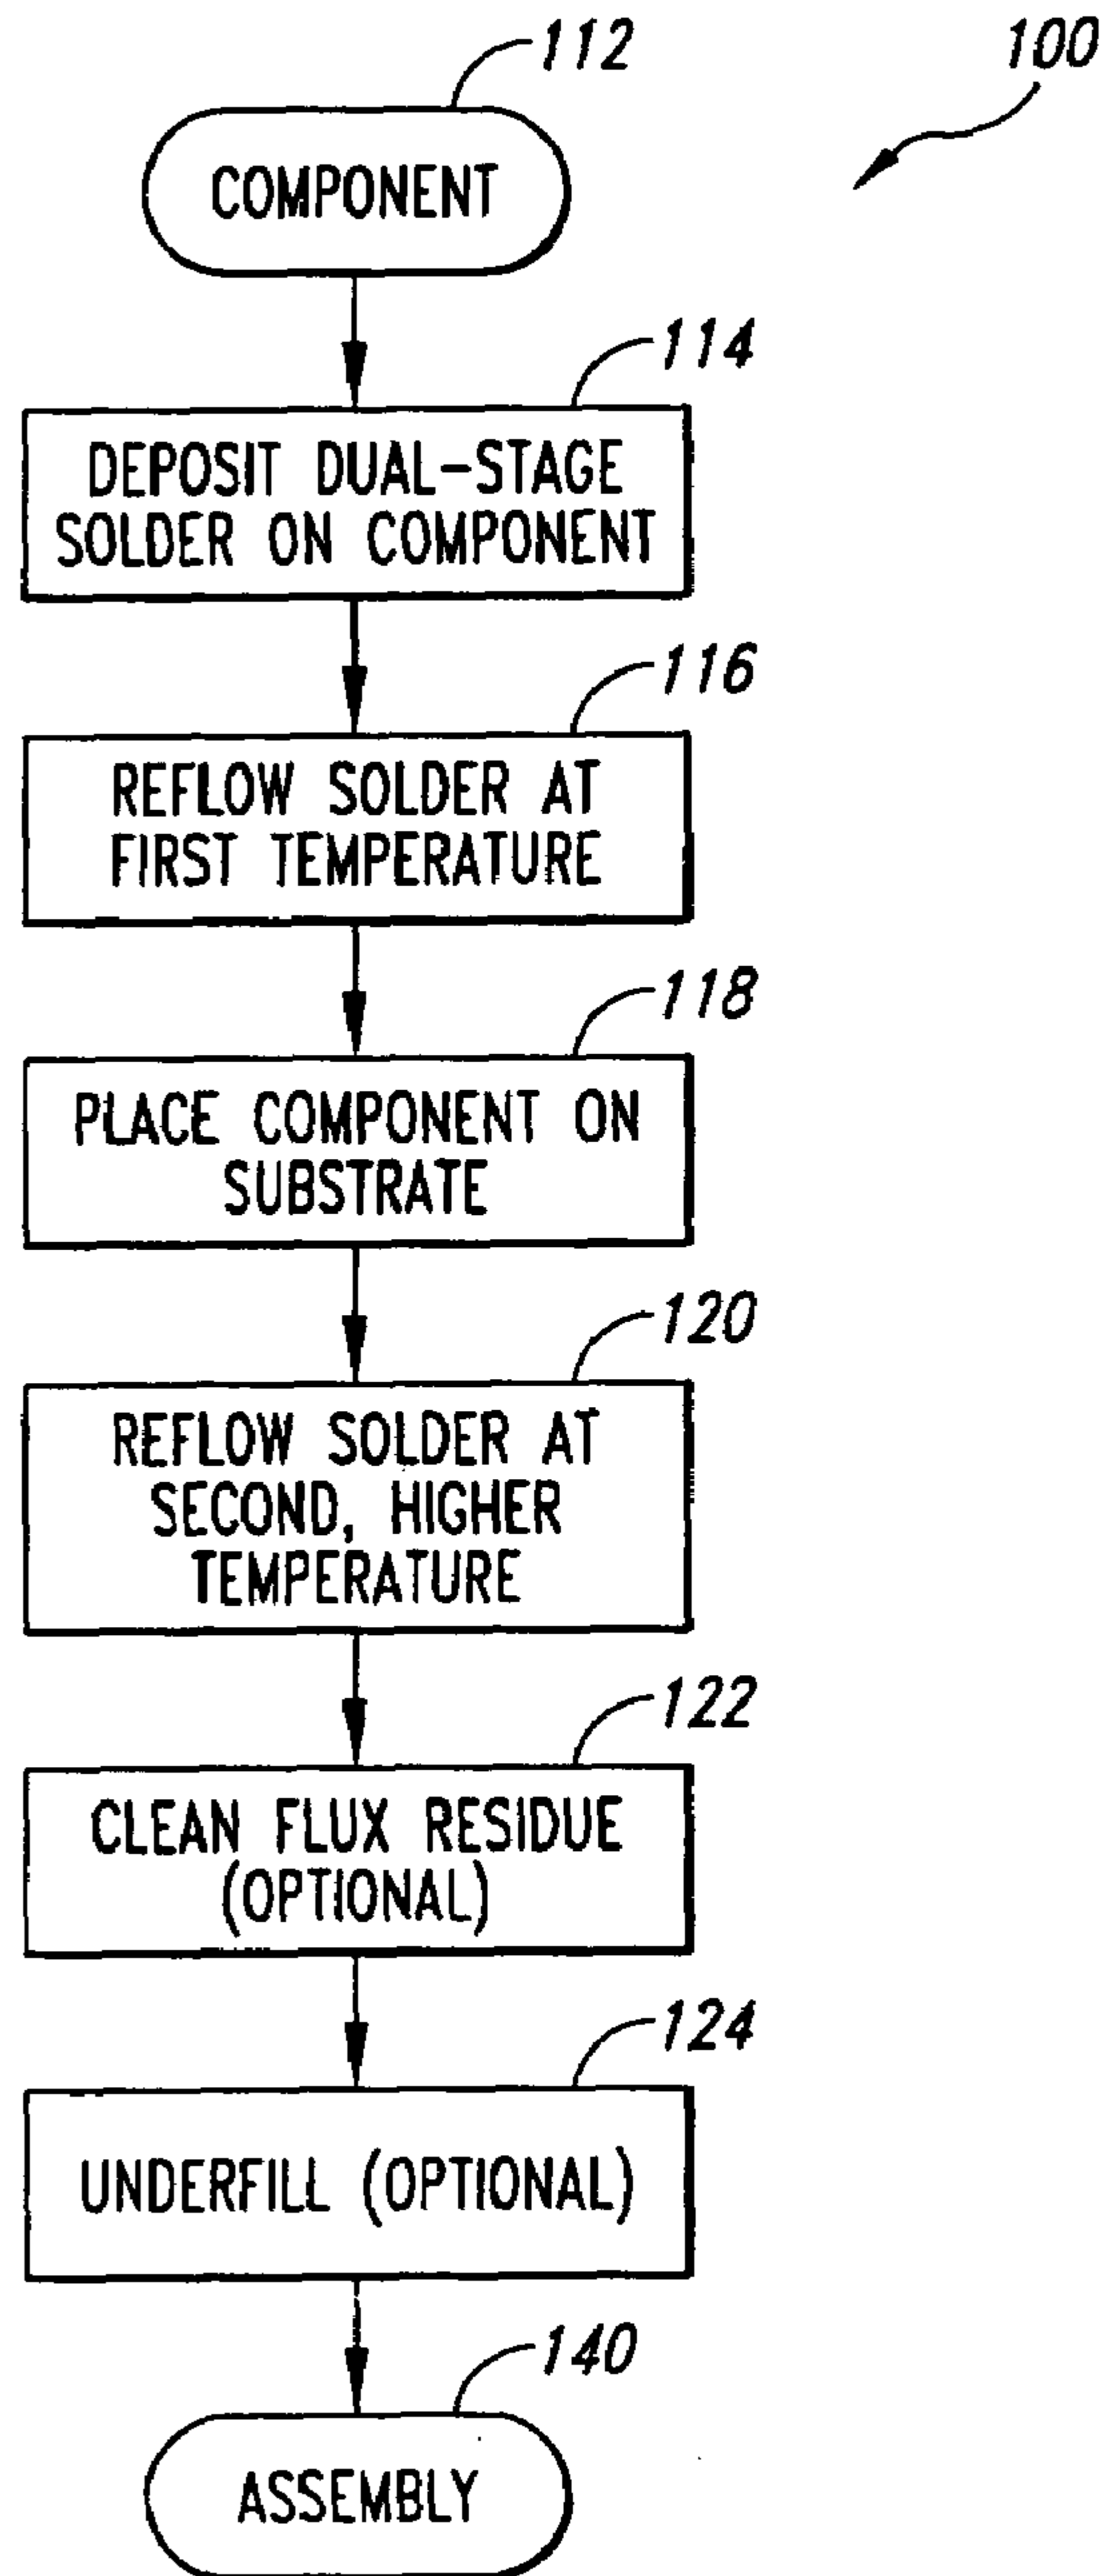 112
100
COMPONENT
114
DEPOSIT DUAL-STAGE
SOLDER ON COMPONENT
116
REFLOW SOLDER AT
FIRST TEMPERATURE
118
PLACE COMPONENT ON
SUBSTRATE
120
REFLOW SOLDER AT
SECOND, HIGHER
TEMPERATURE
122
CLEAN FLUX RESIDUE
(OPTIONAL)
124
UNDERFILL (OPTIONAL)
140
ASSEMBLY